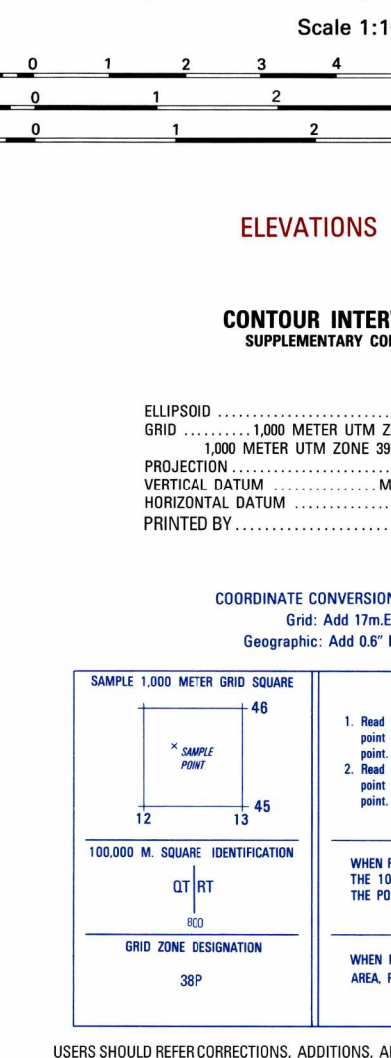 Scale 1:1
0 1 2 3 4
0 1 2
0 1 2
ELEVATIONS
CONTOUR INTER
SUPPLEMENTARY CO
ELLIPSOID ........................
GRID ..........1,000 METER UTM Z
1,000 METER UTM ZONE 39
PROJECTION ......................
VERTICAL DATUM ..............M
HORIZONTAL DATUM .............
PRINTED BY......................
COORDINATE CONVERSION
Grid: Add 17m.E
Geographic: Add 0.6"
SAMPLE 1,000 METER GRID SQUARE
46
SAMPLE
POINT
45
12 13
100,000 M. SQUARE IDENTIFICATION
QT RT
800
GRID ZONE DESIGNATION
38P
1. Read
point
point.
2. Read
point
point.
WHEN
THE 10
THE PO
WHEN
AREA,
USERS SHOULD REFER CORRECTIONS, ADDITIONS,